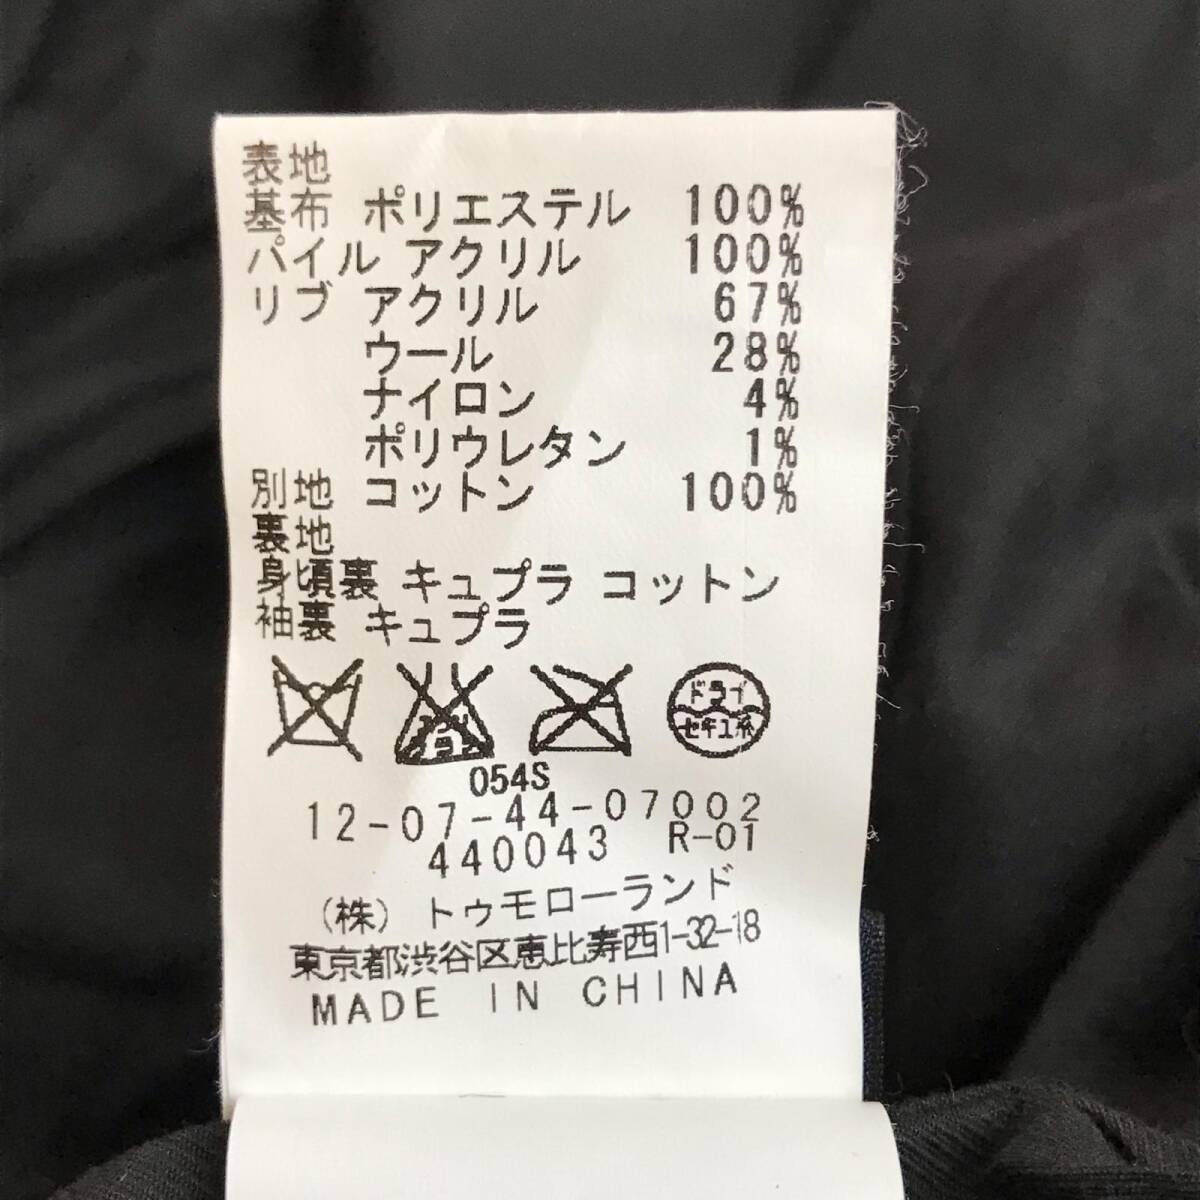 表地
基布 ポリエステル 100%
パイル アクリル 100%
リブ アクリル 67%
ウール 28%
ナイロン 4%
ポリウレタン 1%
別地 コットン 100%
裏地
身頃裏 キュプラ コットン
袖裏 キュプラ
ドライ
セキユ系
054S
12-07-44-07002
440043 R-01
(株) トゥモローランド
東京都渋谷区恵比寿西1-32-18
MADE IN CHINA